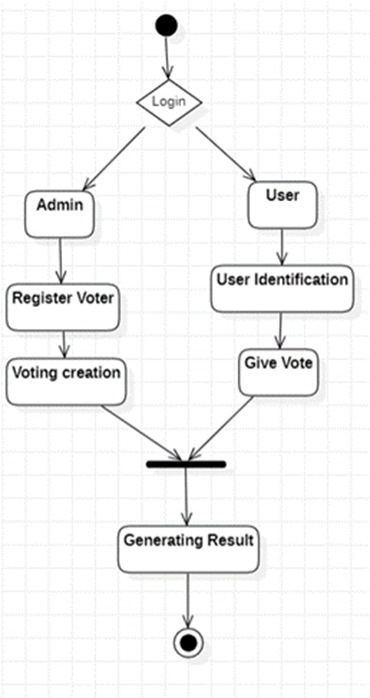 Login
Admin
User
Register Voter
User Identification
Voting creation
Give Vote
Generating Result